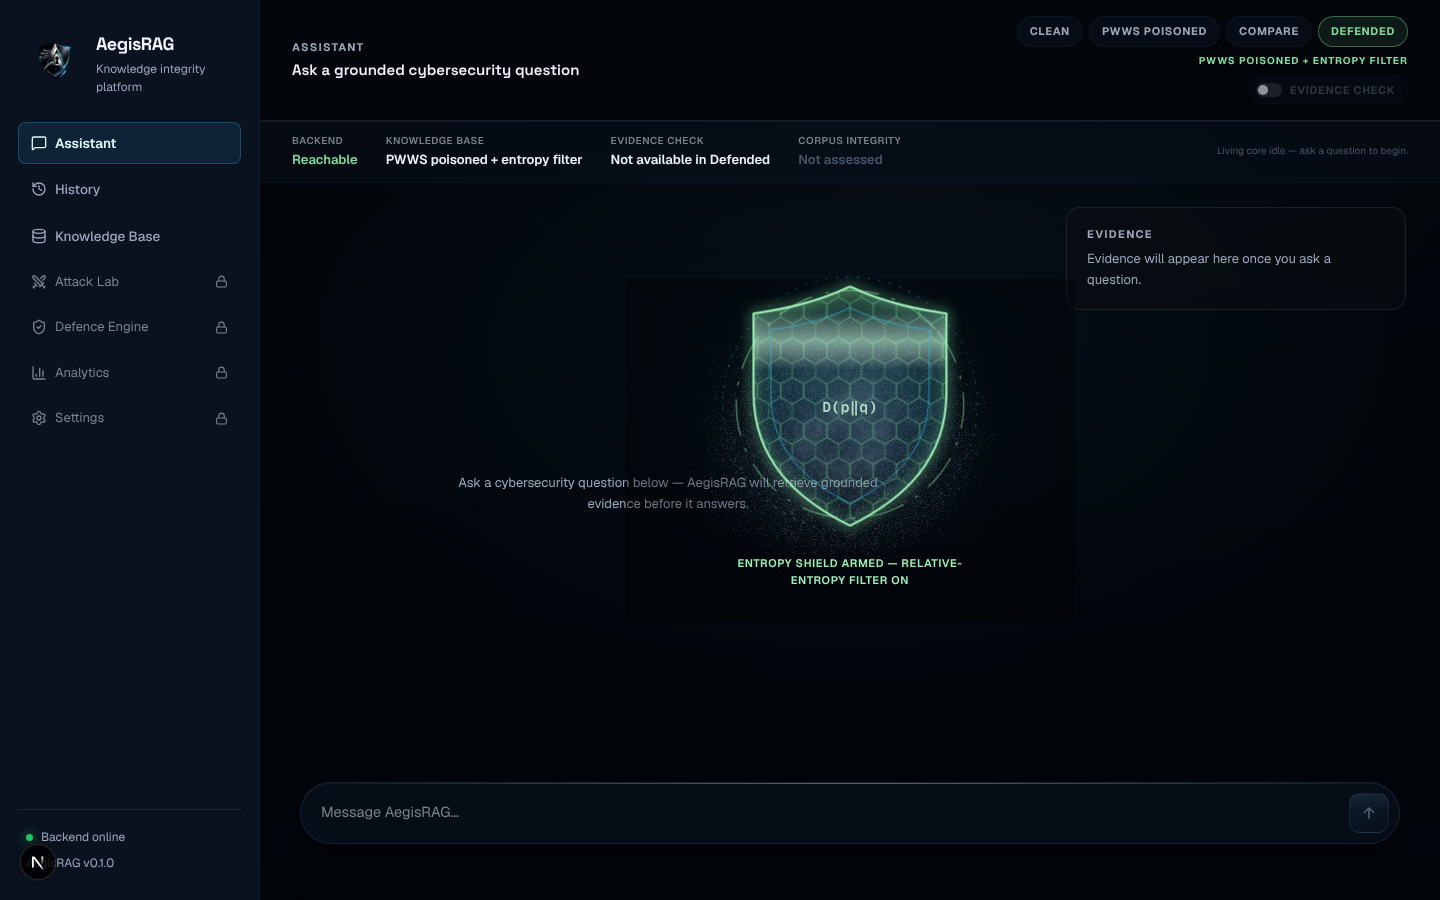 AegisRAG
Knowledge integrity
platform
Assistant
History
Knowledge Base
Attack Lab
Defence Engine
Analytics
Settings
Backend online
RAG v0.1.0
N
ASSISTANT
Ask a grounded cybersecurity question
CLEAN
PWWS POISONED
COMPARE
DEFENDED
PWWS POISONED + ENTROPY FILTER
EVIDENCE CHECK
BACKEND
Reachable
KNOWLEDGE BASE
PWWS poisoned + entropy filter
EVIDENCE CHECK
Not available in Defended
CORPUS INTEGRITY
Not assessed
Living core idle — ask a question to begin.
EVIDENCE
Evidence will appear here once you ask a
question.
D(p‖q)
Ask a cybersecurity question below — AegisRAG will retrieve grounded
evidence before it answers.
ENTROPY SHIELD ARMED — RELATIVE-
ENTROPY FILTER ON
Message AegisRAG...